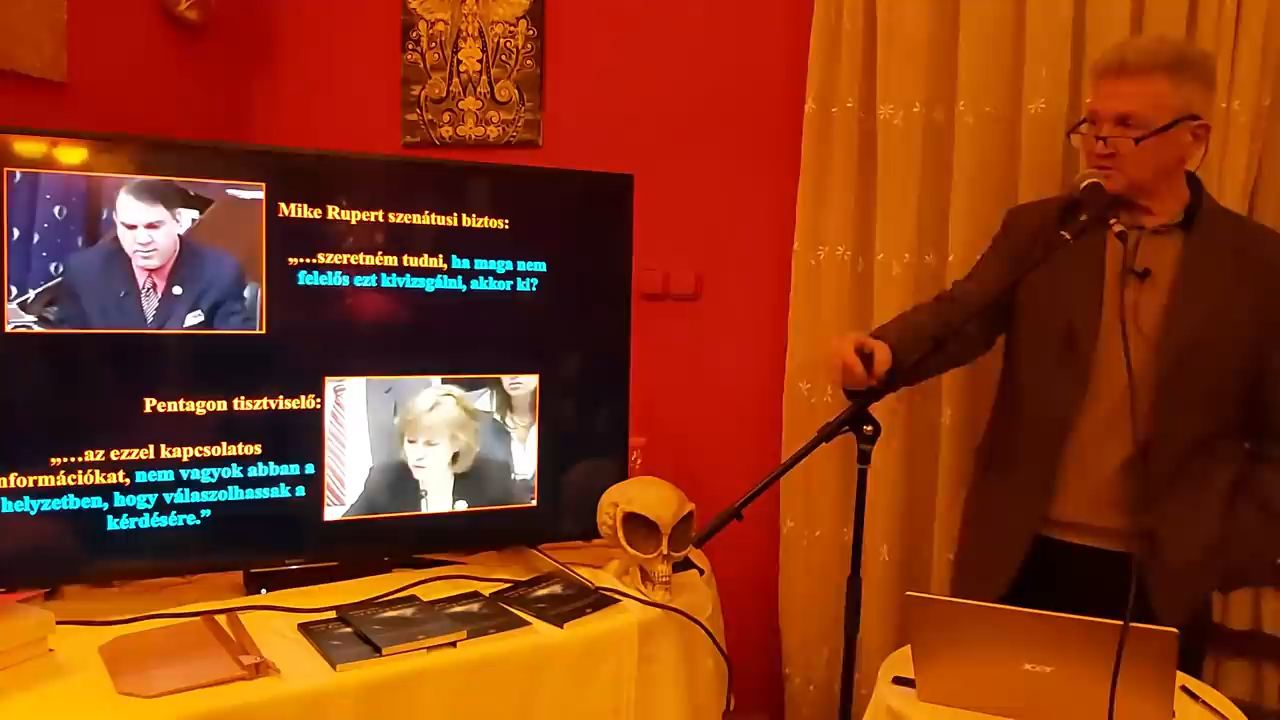 Mike Rupert szenátusi biztos:
„…szeretném tudni, ha maga nem
felelős ezt kivizsgálni, akkor ki?
Pentagon tisztviselő:
„…az ezzel kapcsolatos
nformációkat, nem vagyok abban a
helyzetben, hogy válaszolhassak a
kérdésére.”
acer